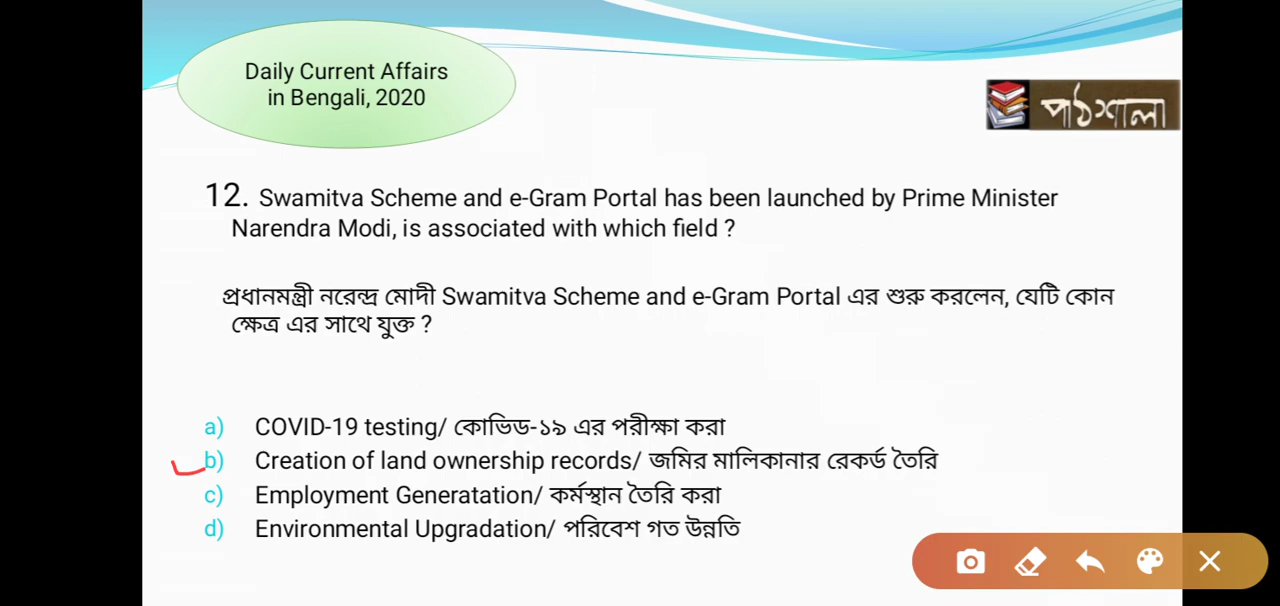 Daily Current Affairs
in Bengali, 2020
পাঠশালা
12. Swamitva Scheme and e-Gram Portal has been launched by Prime Minister
Narendra Modi, is associated with which field ?
প্রধানমন্ত্রী নরেন্দ্র মোদী Swamitva Scheme and e-Gram Portal এর শুরু করলেন, যেটি কোন
ক্ষেত্র এর সাথে যুক্ত ?
a) COVID-19 testing/ কোভিড-১৯ এর পরীক্ষা করা
b) Creation of land ownership records/ জমির মালিকানার রেকর্ড তৈরি
c) Employment Generatation/ কর্মস্থান তৈরি করা
d) Environmental Upgradation/ পরিবেশ গত উন্নতি